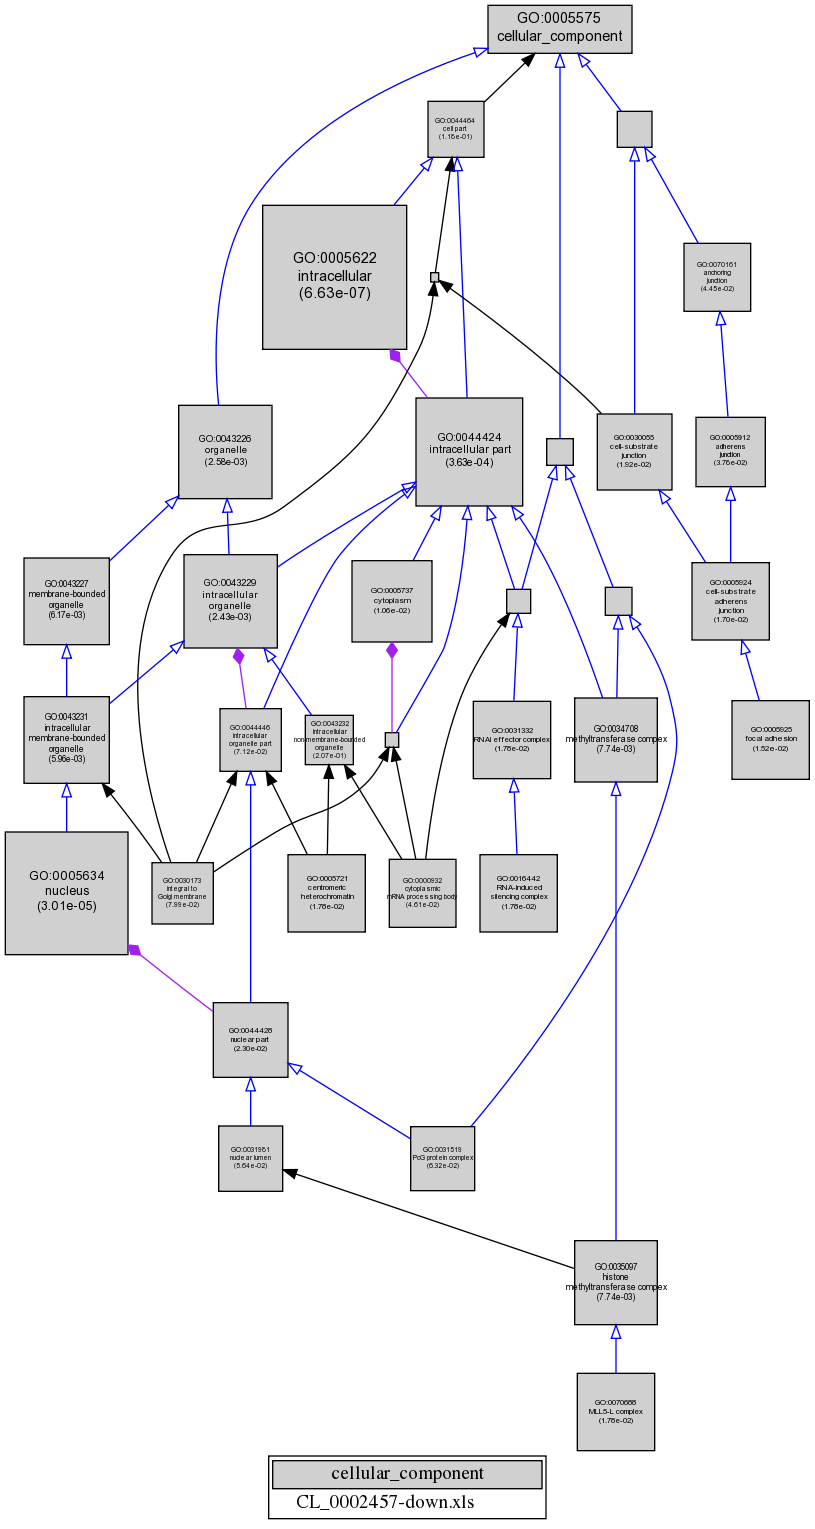 GO:0005575
cellular_component
GO:0044464
cell part
(1.16e-01)
GO:0005622
intracellular
(6.63e-07)
GO:0070161
anchoring
junction
(4.45e-02)
GO:0043226
organelle
(2.58e-03)
GO:0044424
intracellular part
(3.63e-04)
GO:0030055
cell-substrate
junction
(1.92e-02)
GO:0005912
adherens
junction
(3.76e-02)
GO:0043227
membrane-bounded
organelle
(6.17e-03)
GO:0043229
intracellular
organelle
(2.43e-03)
GO:0005737
cytoplasm
(1.06e-02)
GO:0005924
cell-substrate
adherens
junction
(1.70e-02)
GO:0043231
intracellular
membrane-bounded
organelle
(5.96e-03)
GO:0044446
intracellular
organelle part
(7.12e-02)
GO:0043232
intracellular
non-membrane-bounded
organelle
(2.07e-01)
GO:0031332
RNAi effector complex
(1.78e-02)
GO:0034708
methyltransferase complex
(7.74e-03)
GO:0005925
focal adhesion
(1.52e-02)
GO:0005634
nucleus
(3.01e-05)
GO:0030173
integral to
Golgi membrane
(7.99e-02)
GO:0005721
centromeric
heterochromatin
(1.78e-02)
GO:0000932
cytoplasmic
mRNA processing body
(4.61e-02)
GO:0016442
RNA-induced
silencing complex
(1.78e-02)
GO:0044428
nuclear part
(2.30e-02)
GO:0031981
nuclear lumen
(5.64e-02)
GO:0031519
PcG protein complex
(6.32e-02)
GO:0035097
histone
methyltransferase complex
(7.74e-03)
GO:0070688
MLL5-L complex
(1.78e-02)
cellular_component
CL_0002457-down.xls